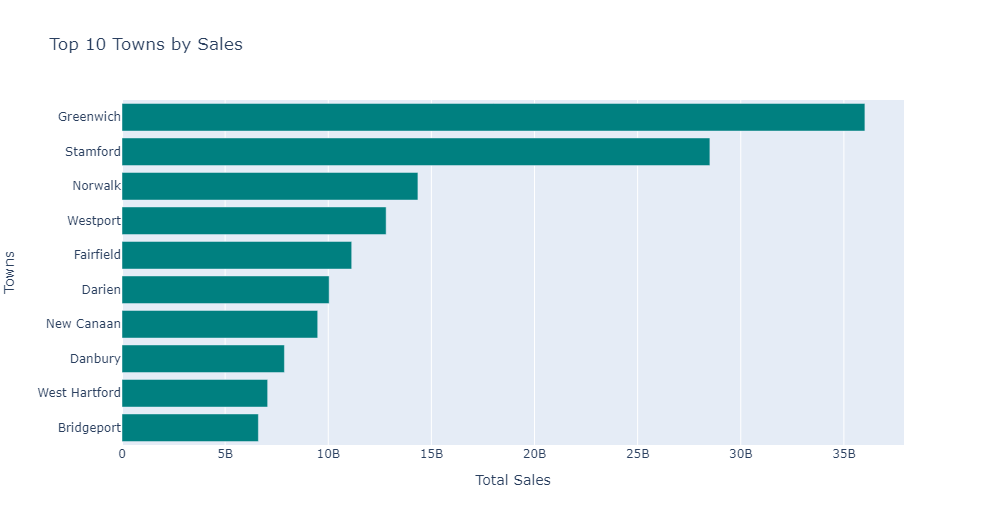 Top 10 Towns by Sales
Towns
Greenwich
Stamford
Norwalk
Westport
Fairfield
Darien
New Canaan
Danbury
West Hartford
Bridgeport
0 5B 10B 15B 20B 25B 30B 35B
Total Sales